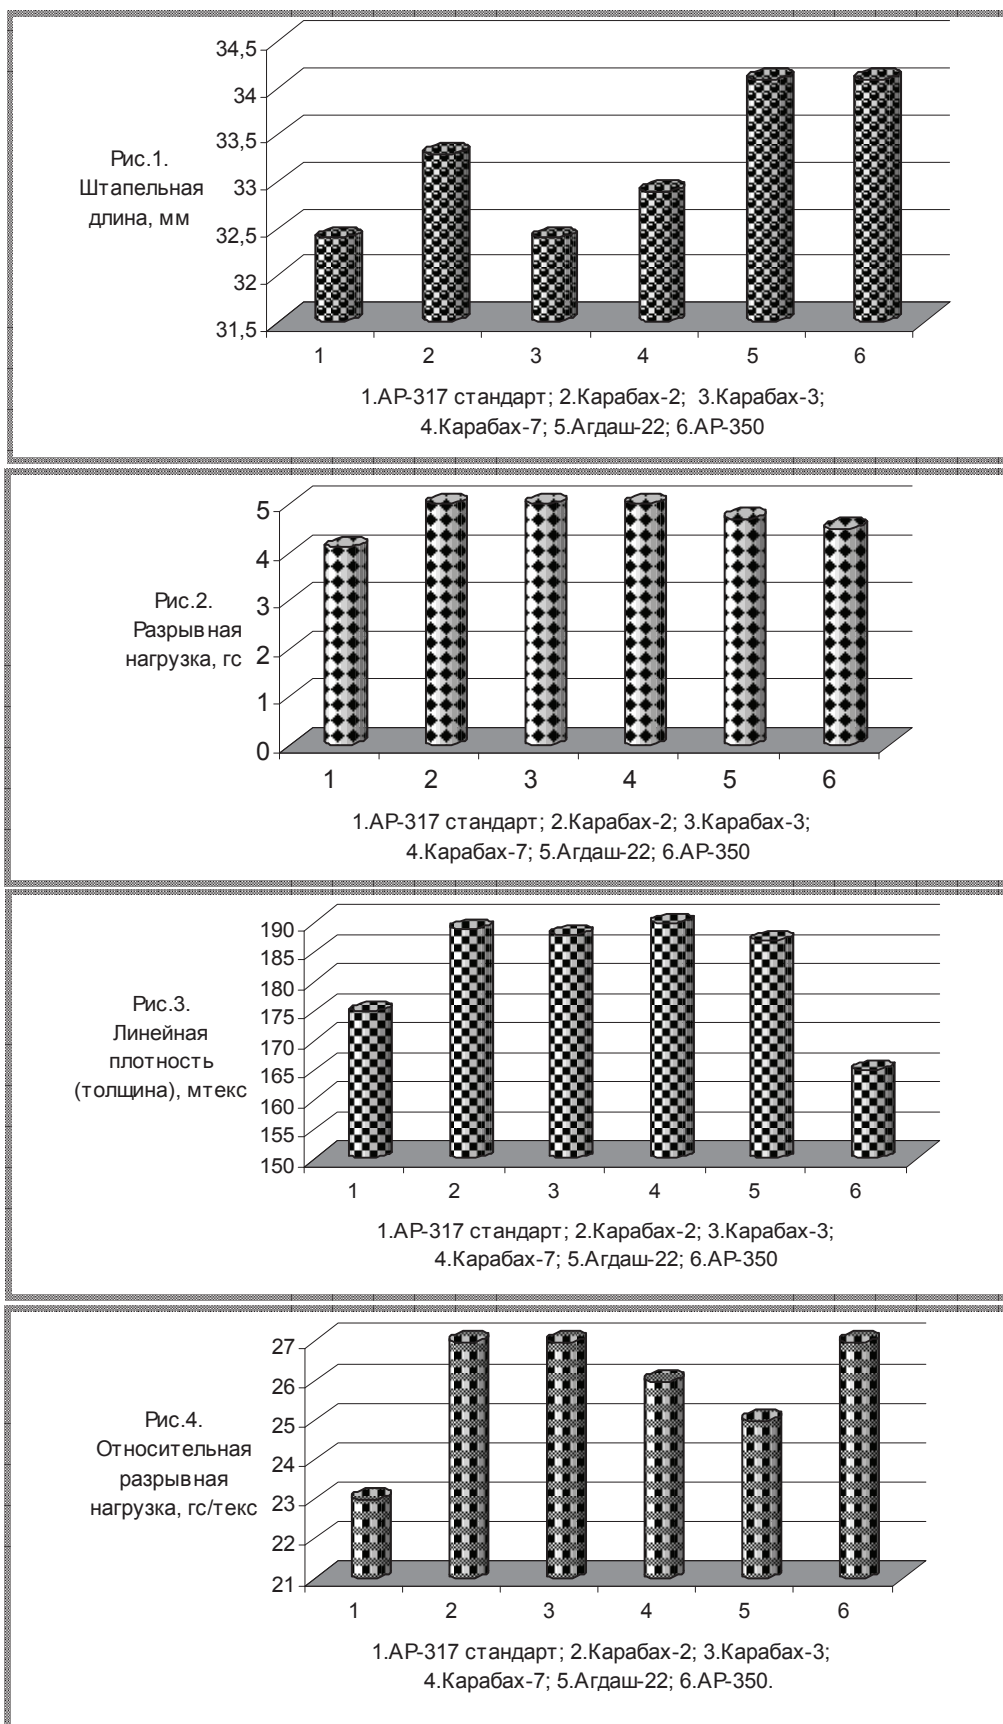 34,5
34
33,5
33
32,5
32
31,5
Рис.1.
Штапельная
длина, мм
1 2 3 4 5 6
1.АР-317 стандарт; 2.Карабах-2; 3.Карабах-3;
4.Карабах-7; 5.Агдаш-22; 6.АР-350
5
4
3
2
1
0
Рис.2.
Разрывная
нагрузка, гс
1 2 3 4 5 6
1.АР-317 стандарт; 2.Карабах-2; 3.Карабах-3;
4.Карабах-7; 5.Агдаш-22; 6.АР-350
190
185
180
175
170
165
160
155
150
Рис.3.
Линейная
плотность
(толщина), мтекс
1 2 3 4 5 6
1.АР-317 стандарт; 2.Карабах-2; 3.Карабах-3;
4.Карабах-7; 5.Агдаш-22; 6.АР-350
27
26
25
24
23
22
21
Рис.4.
Относительная
разрывная
нагрузка, гс/текс
1 2 3 4 5 6
1.АР-317 стандарт; 2.Карабах-2; 3.Карабах-3;
4.Карабах-7; 5.Агдаш-22; 6.АР-350.